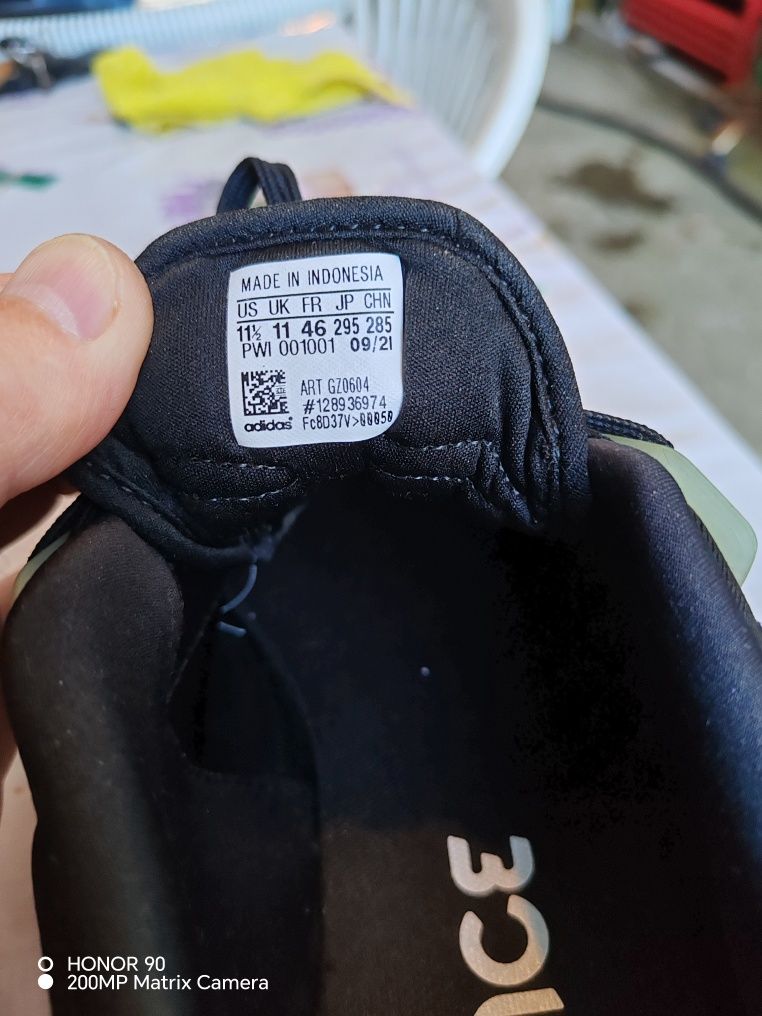 MADE IN INDONESIA
US UK FR JP CHN
11½ 11 46 295 285
PWI 001001 09/21
ART GZ0604
#128936974
adidas® Fc8D37V>00050
HONOR 90
200MP Matrix Camera